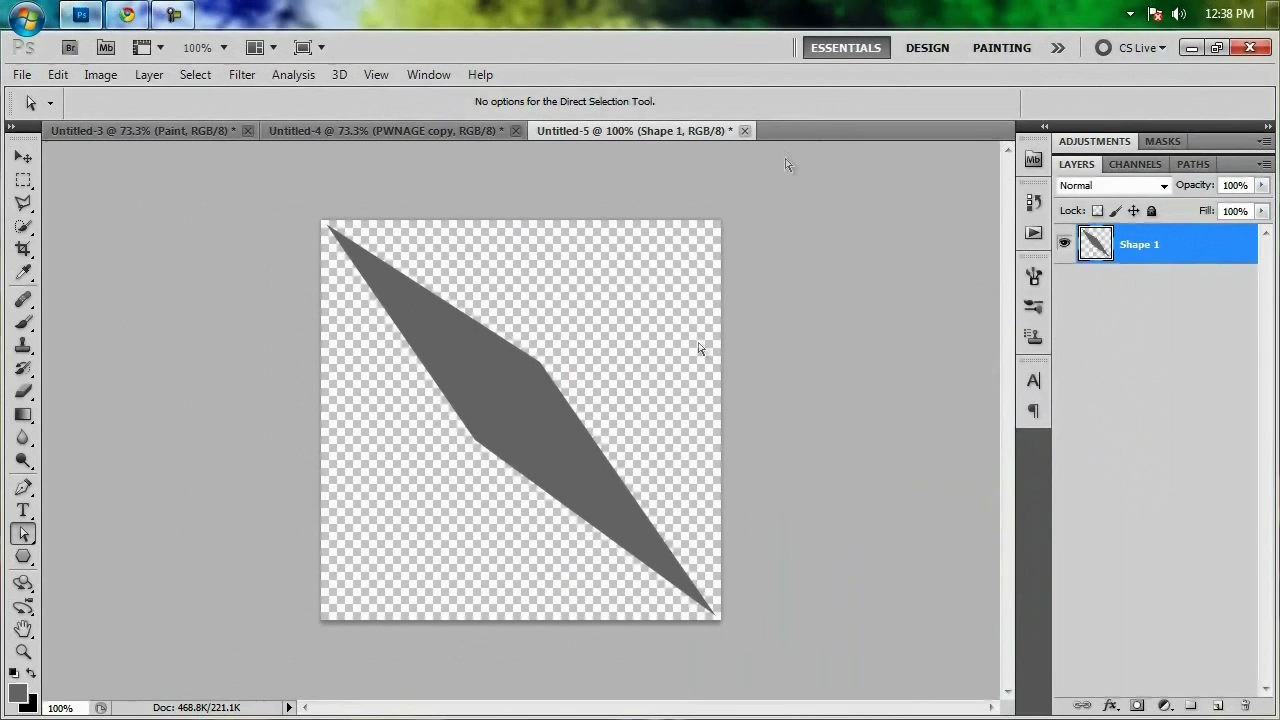 12:38 PM
Ps Br Mb 100% ESSENTIALS DESIGN PAINTING CS Live
File Edit Image Layer Select Filter Analysis 3D View Window Help
No options for the Direct Selection Tool.
Untitled-3 @ 73.3% (Paint, RGB/8) * Untitled-4 @ 73.3% (PWNAGE copy, RGB/8) * Untitled-5 @ 100% (Shape 1, RGB/8) *
ADJUSTMENTS MASKS
Mb
LAYERS CHANNELS PATHS
Normal Opacity: 100%
Lock: Fill: 100%
Shape 1
100% Doc: 468.8K/221.1K